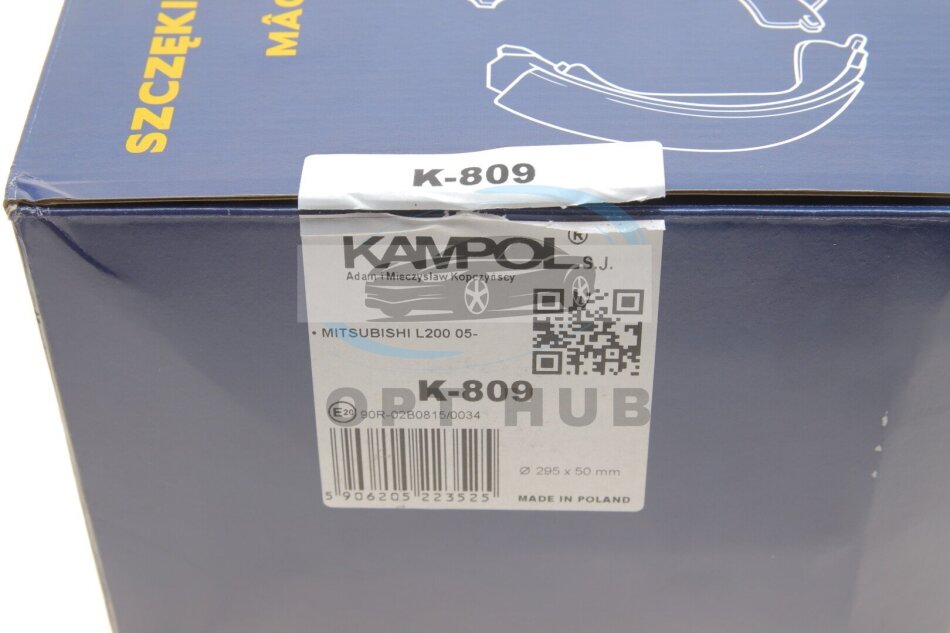 SZCZĘKI
K-809
KAMPOL® S.J.
Adam i Mieczysław Kopczyńscy
• MITSUBISHI L200 05-
K-809
OPT HUB
E20 90R-02B0815/0034
Ø 295 x 50 mm
5 906205 223525
MADE IN POLAND